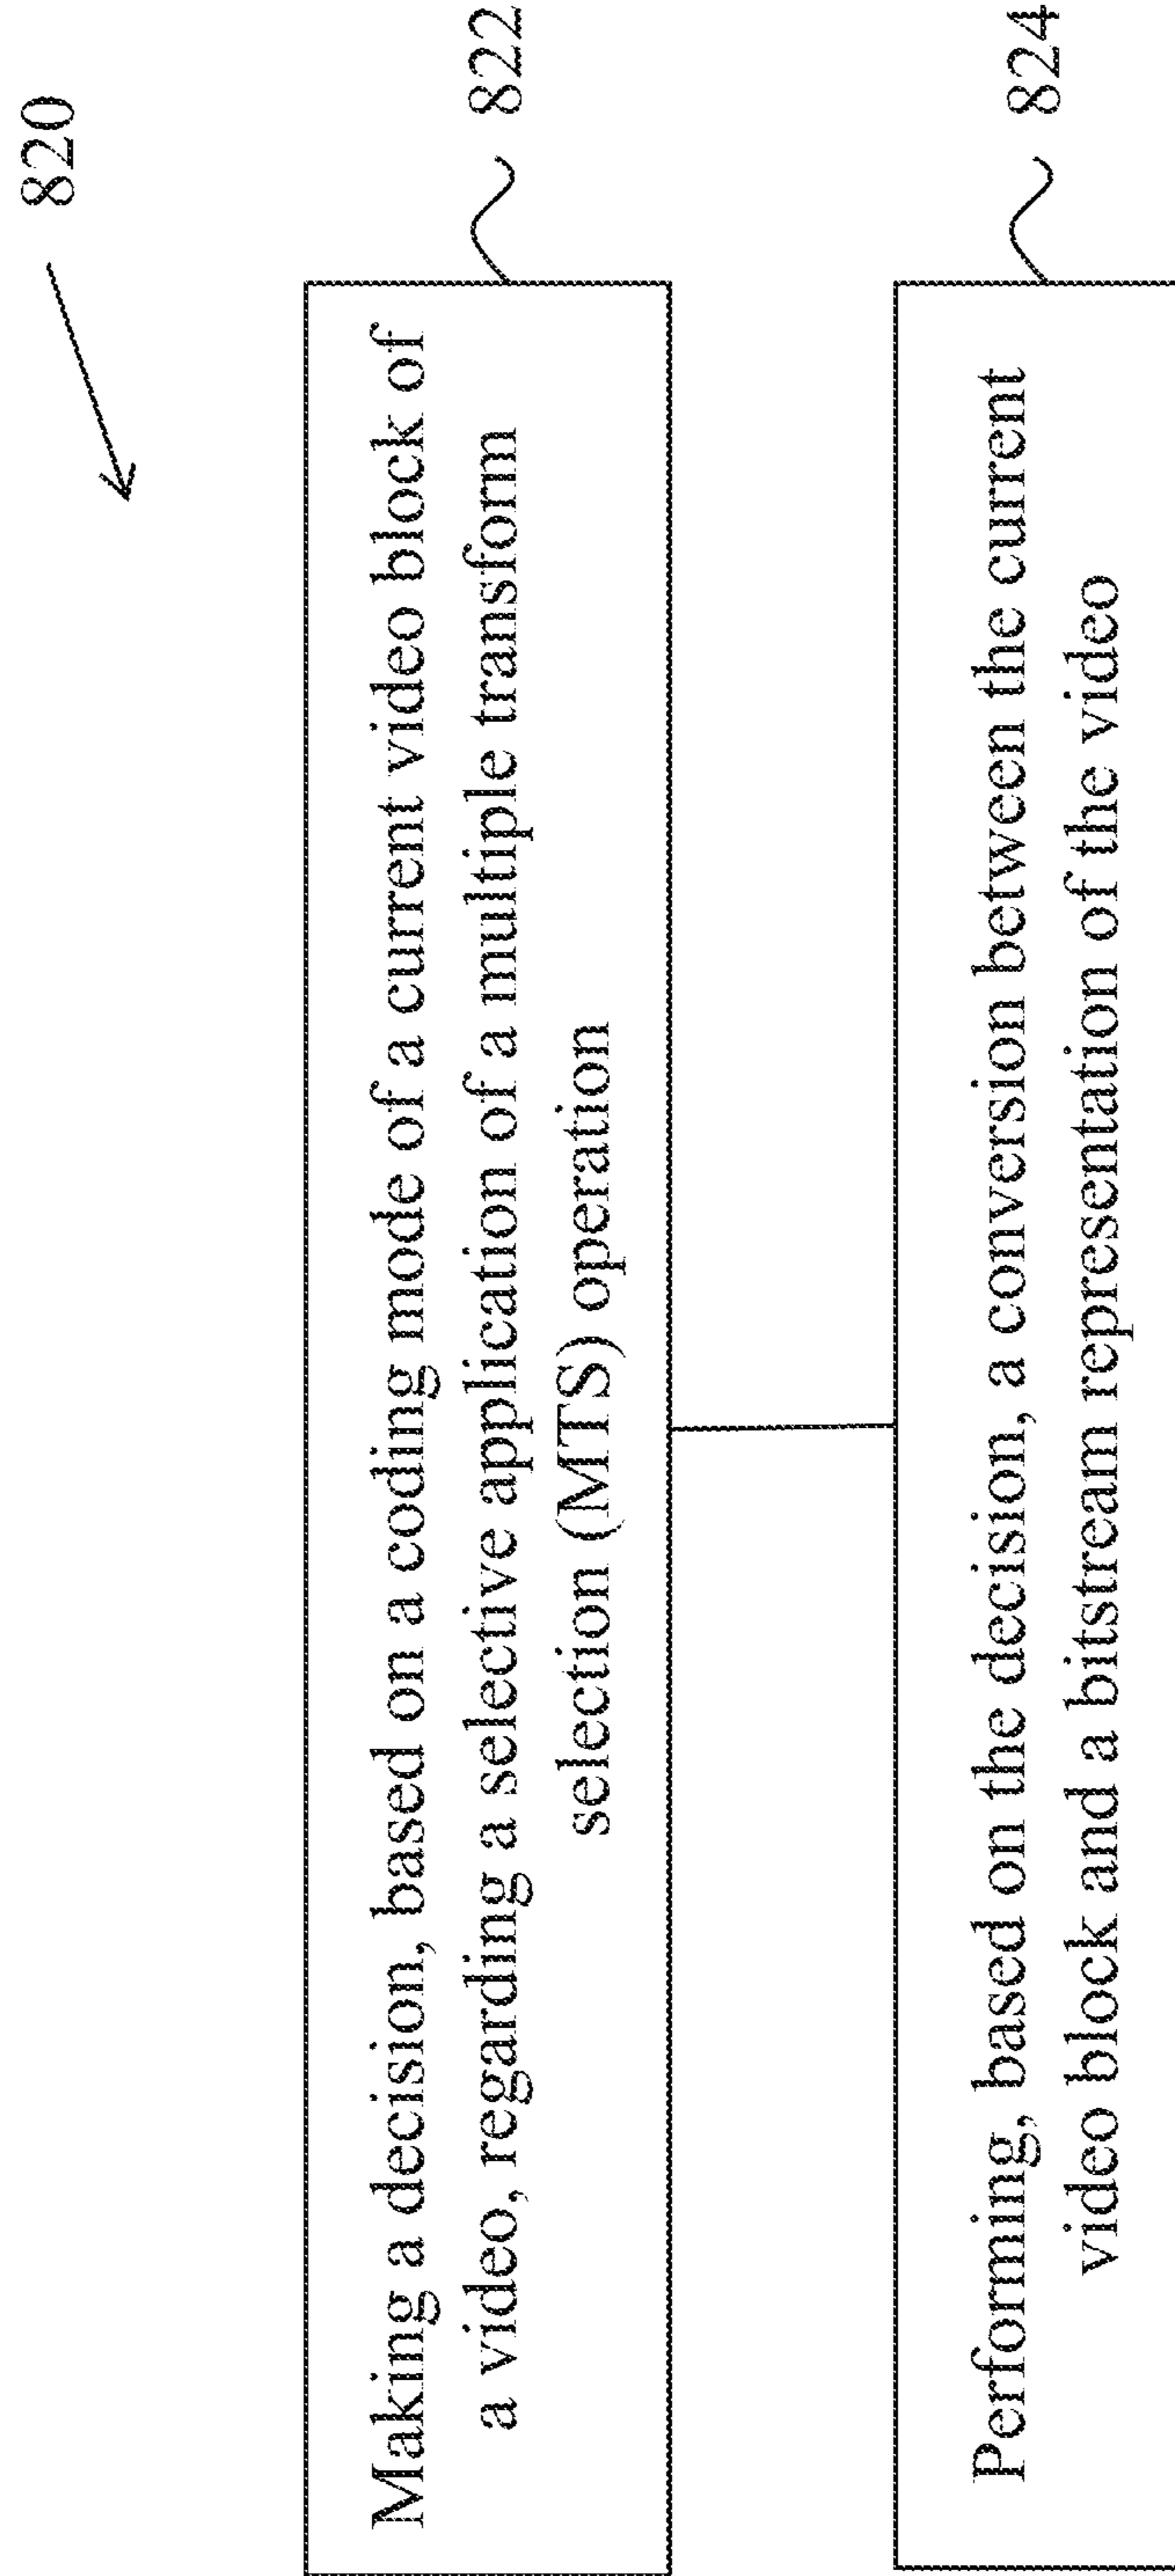 820
Making a decision, based on a coding mode of a current video block of
a video, regarding a selective application of a multiple transform
selection (MTS) operation
822
Performing, based on the decision, a conversion between the current
video block and a bitstream representation of the video
824